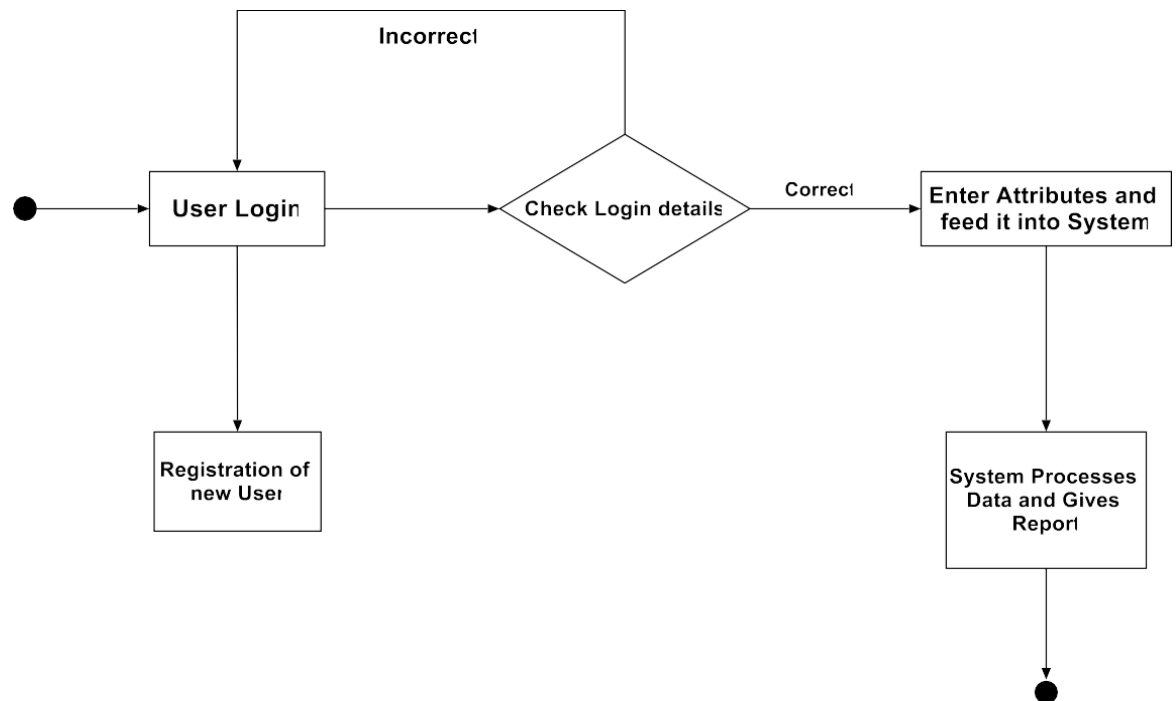 Incorrect
User Login
Check Login details
Correct
Enter Attributes and
feed it into System
Registration of
new User
System Processes
Data and Gives
Report